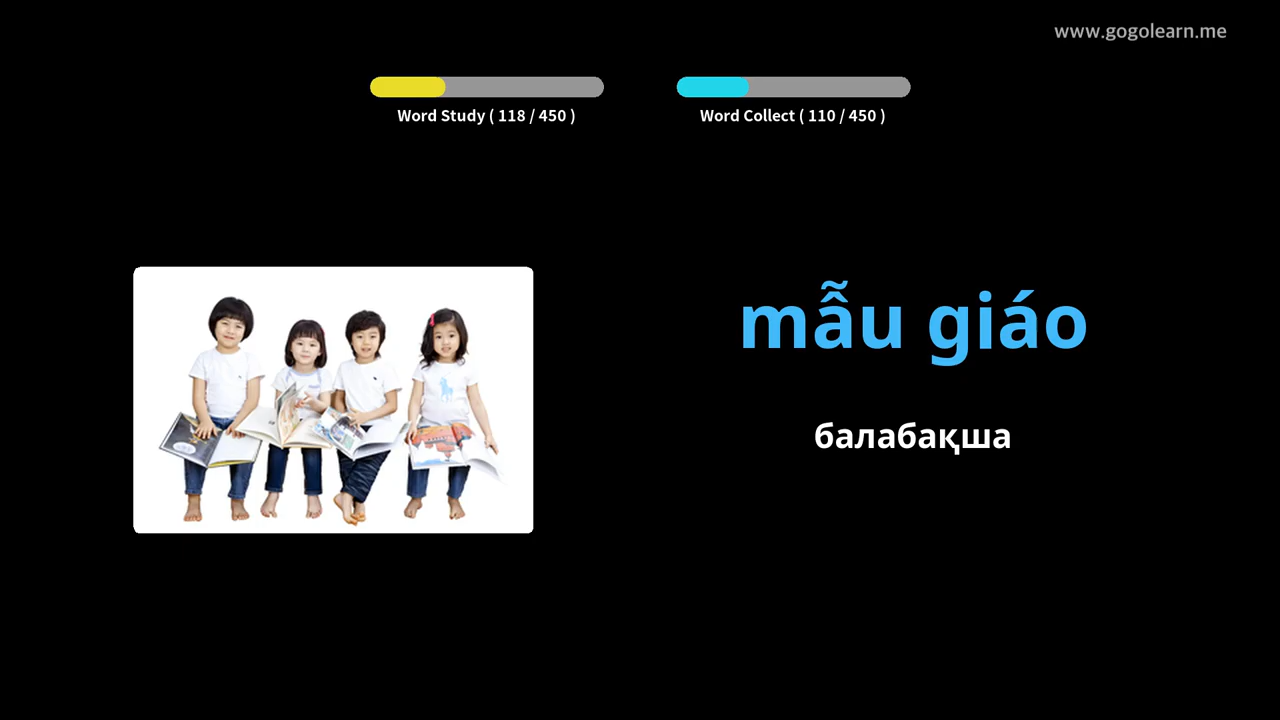 www.gogolearn.me
Word Study ( 118 / 450 )
Word Collect ( 110 / 450 )
mẫu giáo
балабақша